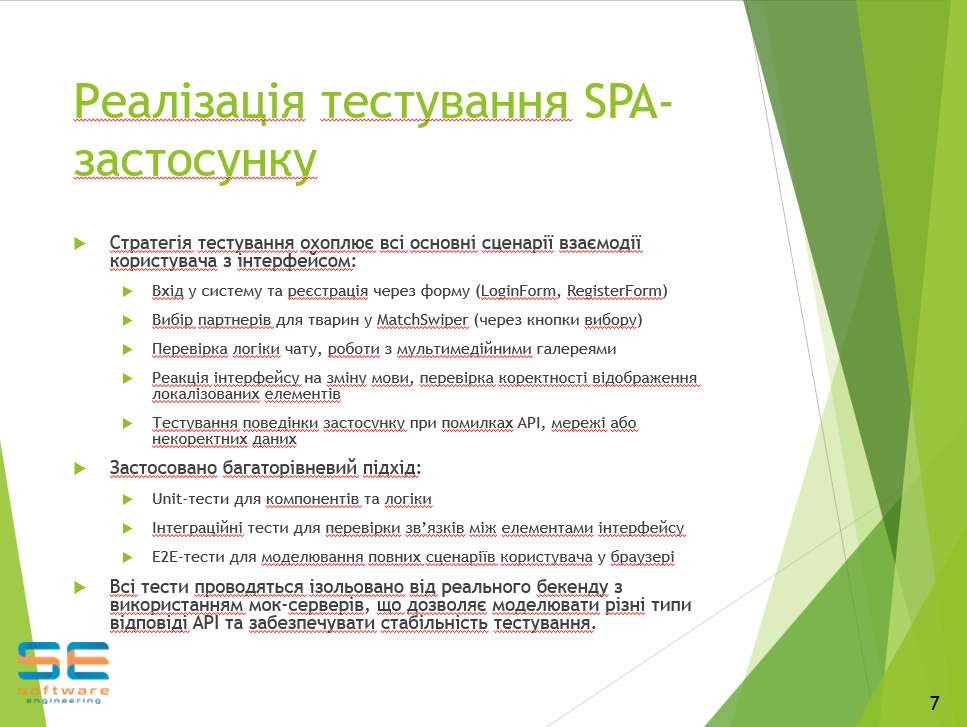 Реалізація тестування SPA-
застосунку
Стратегія тестування охоплює всі основні сценарії взаємодії
користувача з інтерфейсом:
Вхід у систему та реєстрація через форму (LoginForm, RegisterForm)
Вибір партнерів для тварин у MatchSwiper (через кнопки вибору)
Перевірка логіки чату, роботи з мультимедійними галереями
Реакція інтерфейсу на зміну мови, перевірка коректності відображення
локалізованих елементів
Тестування поведінки застосунку при помилках API, мережі або
некоректних даних
Застосовано багаторівневий підхід:
Unit-тести для компонентів та логіки
Інтеграційні тести для перевірки зв’язків між елементами інтерфейсу
E2E-тести для моделювання повних сценаріїв користувача у браузері
Всі тести проводяться ізольовано від реального бекенду з
використанням мок-серверів, що дозволяє моделювати різні типи
відповіді API та забезпечувати стабільність тестування.
SE
software
engineering
7